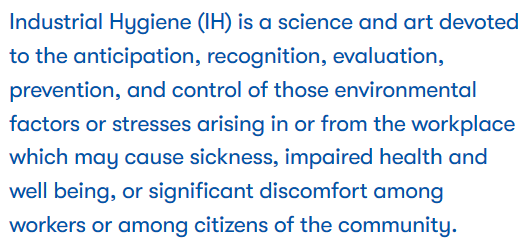 Industrial Hygiene (IH) is a science and art devoted
to the anticipation, recognition, evaluation,
prevention, and control of those environmental
factors or stresses arising in or from the workplace
which may cause sickness, impaired health and
well being, or significant discomfort among
workers or among citizens of the community.